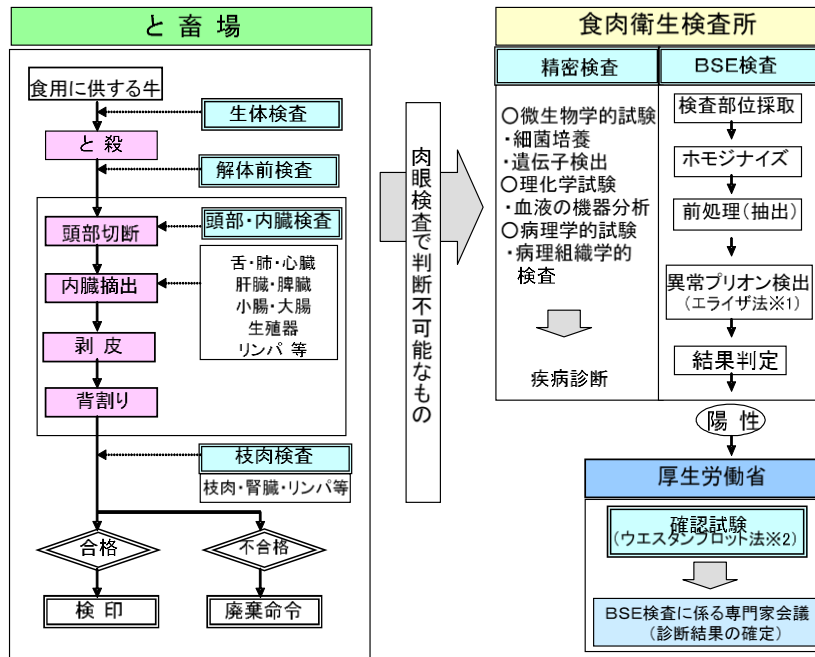 と 畜 場
食用に供する牛
生体検査
と 殺
解体前検査
頭部切断
頭部・内臓検査
内臓摘出
舌・肺・心臓
肝臓・脾臓
小腸・大腸
生殖器
リンパ 等
剥 皮
背割り
枝肉検査
枝肉・腎臓・リンパ等
合格
不合格
検 印
廃棄命令
肉眼検査で判断不可能なもの
食肉衛生検査所
精密検査
○微生物学的試験
・細菌培養
・遺伝子検出
○理化学試験
・血液の機器分析
○病理学的試験
・病理組織学的
検査
疾病診断
BSE検査
検査部位採取
ホモジナイズ
前処理(抽出)
異常プリオン検出
(エライザ法※1)
結果判定
陽 性
厚生労働省
確認試験
(ウエスタンブロット法※2)
BSE検査に係る専門家会議
(診断結果の確定)